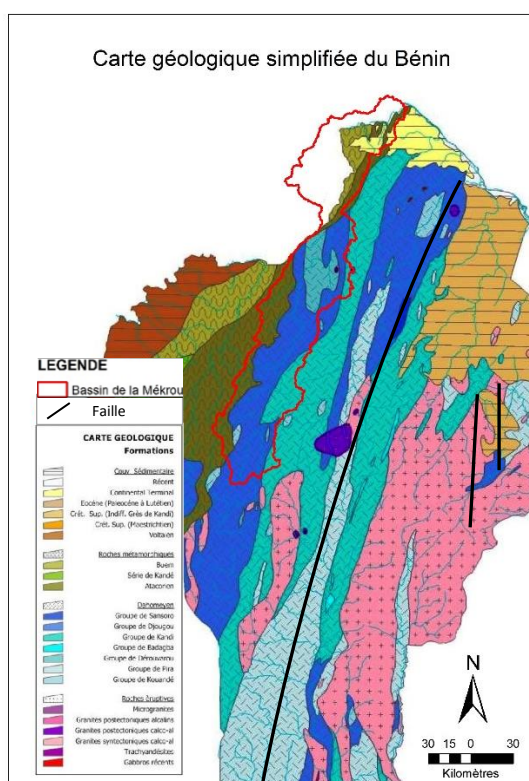 Carte géologique simplifiée du Bénin
LEGENDE
Bassin de la Mékrou
Faille
CARTE GEOLOGIQUE
Formations
Couv. Sédimentaire
Récent
Continental Terminal
Eocène (Paleocène à Lutétien)
Crét. Sup. (Indiff. Grès de Kandi)
Crét. Sup. (Maestrichtien)
Voltaïen
Roches métamorphiques
Buem
Série de Kandé
Atacorien
Dahomeyen
Groupe de Sansoro
Groupe de Djougou
Groupe de Kandi
Groupe de Badagba
Groupe de Dérouvarou
Groupe de Pira
Groupe de Kouandé
Roches éruptives
Microgranites
Granites postectoniques alcalins
Granites postectoniques calco-al
Granites syntectoniques calco-al
Trachyandésites
Gabbros récents
N
30 15 0 30
Kilomètres